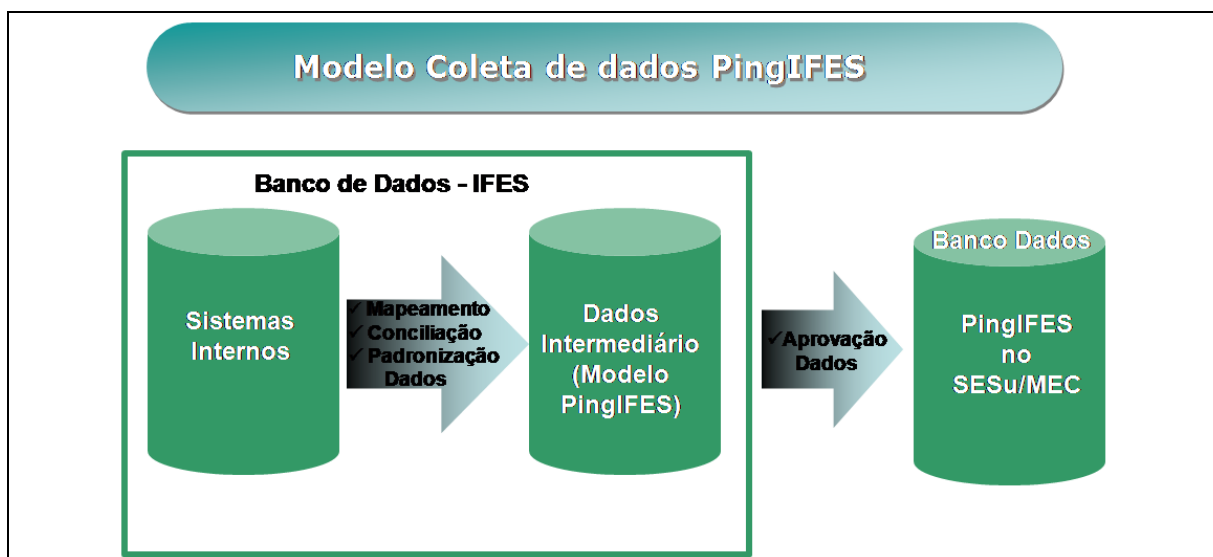 Modelo Coleta de dados PingIFES
Banco de Dados - IFES
Sistemas
Internos
✓ Mapeamento
✓ Conciliação
✓ Padronização
Dados
Dados
Intermediário
(Modelo
PingIFES)
✓Aprovação
Dados
Banco Dados
PingIFES
no
SESu/MEC